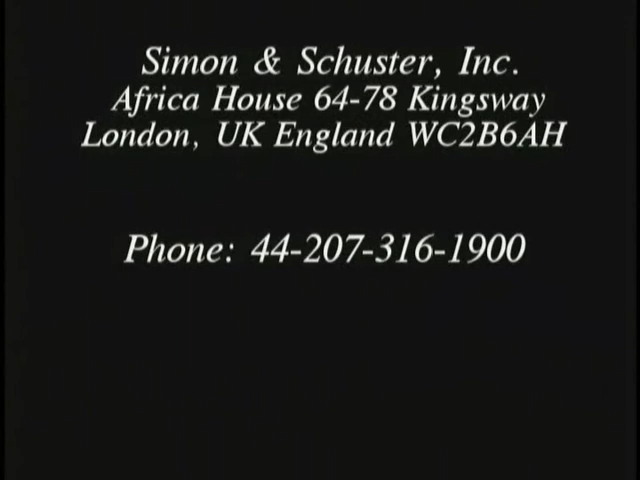 Simon & Schuster, Inc.
Africa House 64-78 Kingsway
London, UK England WC2B6AH
Phone: 44-207-316-1900